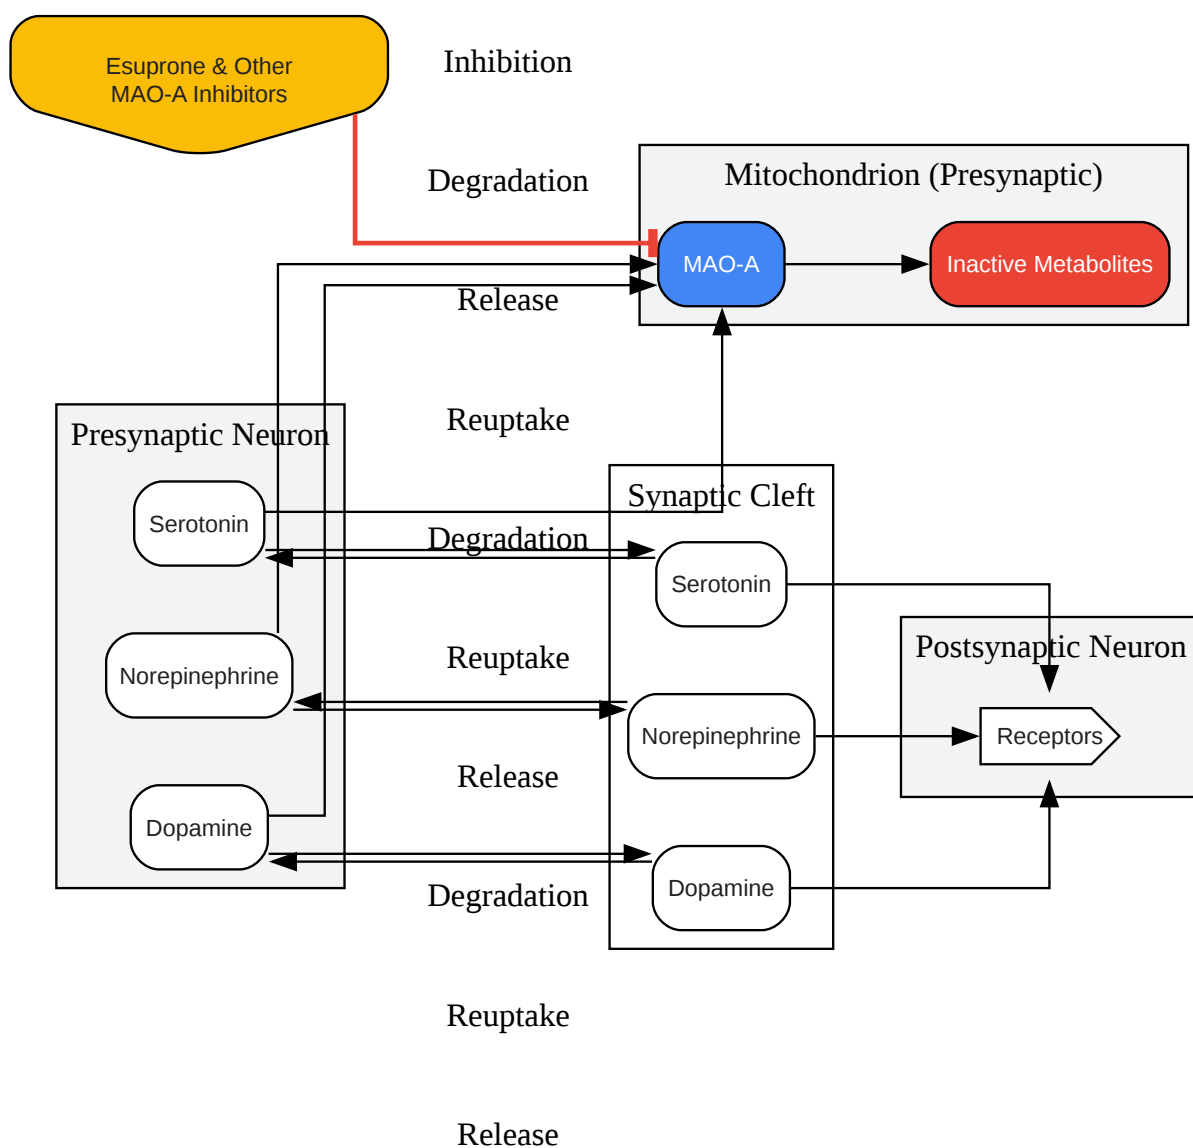 Esuprone & Other
MAO-A Inhibitors
Inhibition
Degradation
Mitochondrion (Presynaptic)
MAO-A
Inactive Metabolites
Release
Reuptake
Presynaptic Neuron
Serotonin
Norepinephrine
Dopamine
Synaptic Cleft
Degradation
Serotonin
Reuptake
Norepinephrine
Release
Dopamine
Degradation
Postsynaptic Neuron
Receptors
Reuptake
Release